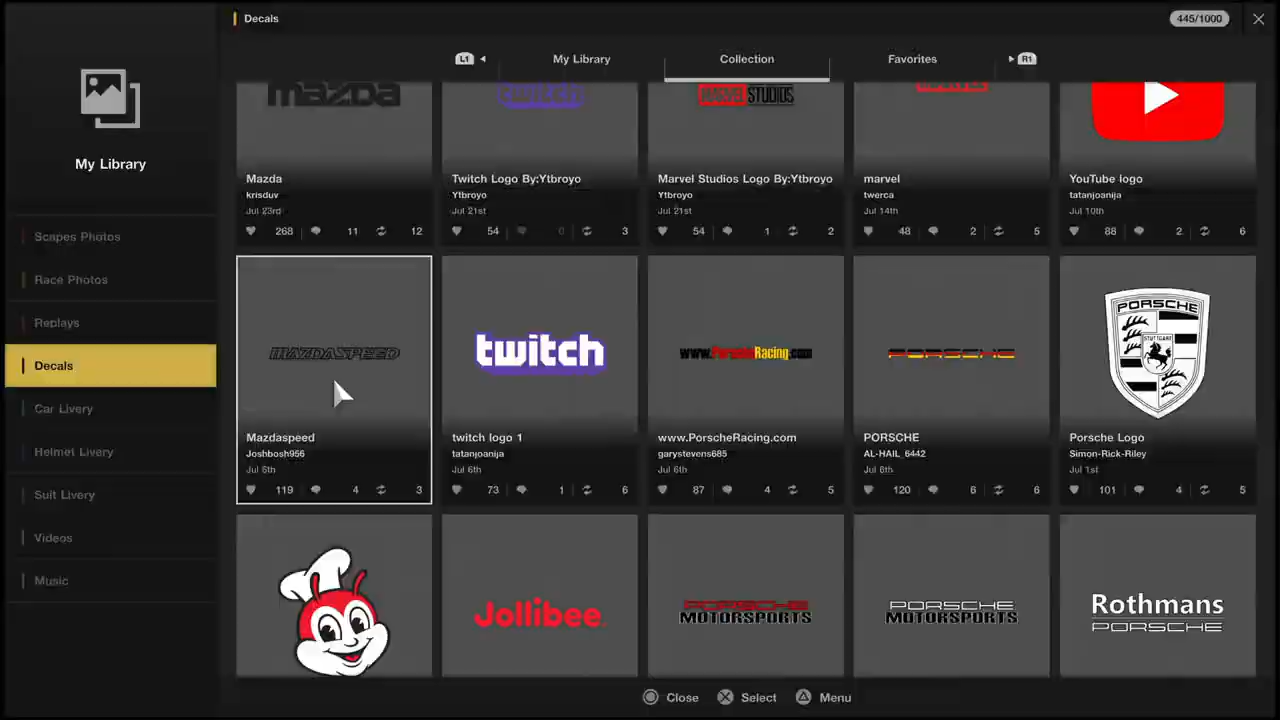 Decals
445/1000
My Library
L1
My Library
Collection
Favorites
R1
Scapes Photos
Race Photos
Replays
Decals
Car Livery
Helmet Livery
Suit Livery
Videos
Music
mazda
twitch
MARVEL STUDIOS
Mazda
krisduv
Jul 23rd
268 11 12
Twitch Logo By:Ytbroyo
Ytbroyo
Jul 21st
54 0 3
Marvel Studios Logo By:Ytbroyo
Ytbroyo
Jul 21st
54 1 2
marvel
twerca
Jul 14th
48 2 5
YouTube logo
tatanjoanija
Jul 10th
88 2 6
MAZDASPEED
Mazdaspeed
Joshbosh956
Jul 6th
119 4 3
twitch
twitch logo 1
tatanjoanija
Jul 6th
73 1 6
www.PorscheRacing.com
www.PorscheRacing.com
garystevens685
Jul 6th
87 4 5
PORSCHE
PORSCHE
AL-HAIL_6442
Jul 6th
120 6 6
PORSCHE
STUTTGART
Porsche Logo
Simon-Rick-Riley
Jul 1st
101 4 5
Jollibee
PORSCHE
MOTORSPORTS
PORSCHE
MOTORSPORTS
Rothmans
PORSCHE
Close
Select
Menu